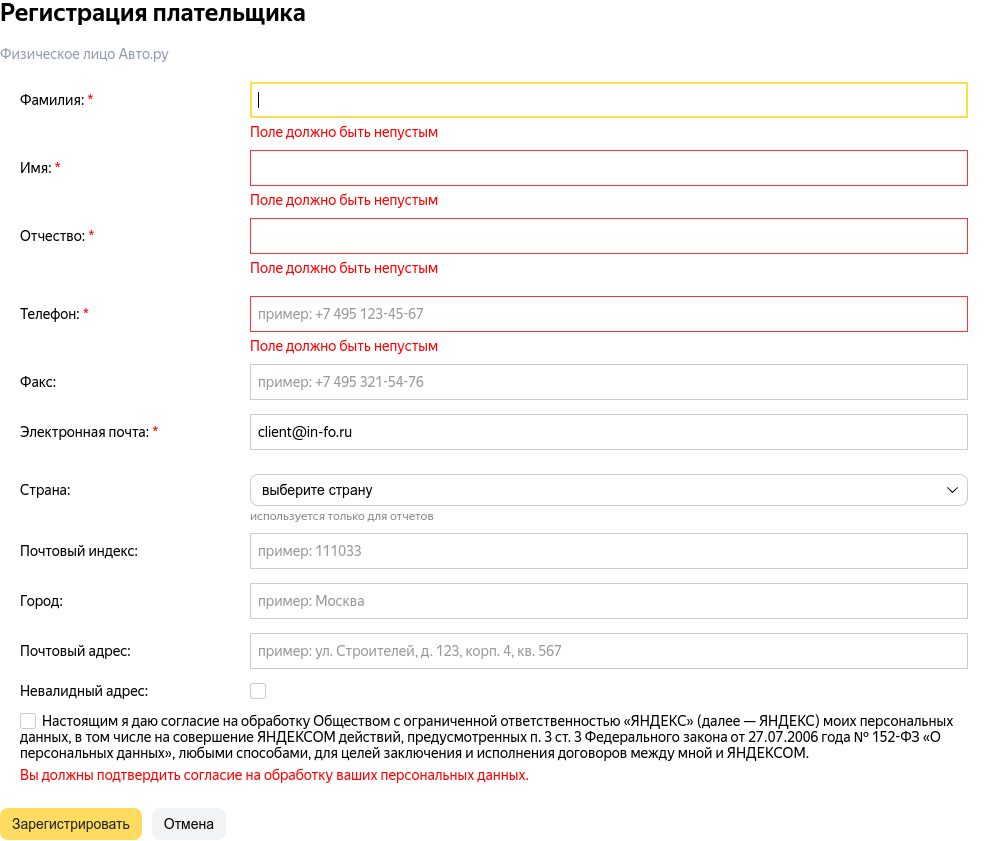 Регистрация плательщика
Физическое лицо Авто.ру
Фамилия: *
Поле должно быть непустым
Имя: *
Поле должно быть непустым
Отчество: *
Поле должно быть непустым
Телефон: *
пример: +7 495 123-45-67
Поле должно быть непустым
Факс:
пример: +7 495 321-54-76
Электронная почта: *
client@in-fo.ru
Страна:
выберите страну
используется только для отчетов
Почтовый индекс:
пример: 111033
Город:
пример: Москва
Почтовый адрес:
пример: ул. Строителей, д. 123, корп. 4, кв. 567
Невалидный адрес:
Настоящим я даю согласие на обработку Обществом с ограниченной ответственностью «ЯНДЕКС» (далее — ЯНДЕКС) моих персональных
данных, в том числе на совершение ЯНДЕКСОМ действий, предусмотренных п. 3 ст. 3 Федерального закона от 27.07.2006 года № 152-ФЗ «О
персональных данных», любыми способами, для целей заключения и исполнения договоров между мной и ЯНДЕКСОМ.
Вы должны подтвердить согласие на обработку ваших персональных данных.
Зарегистрировать
Отмена